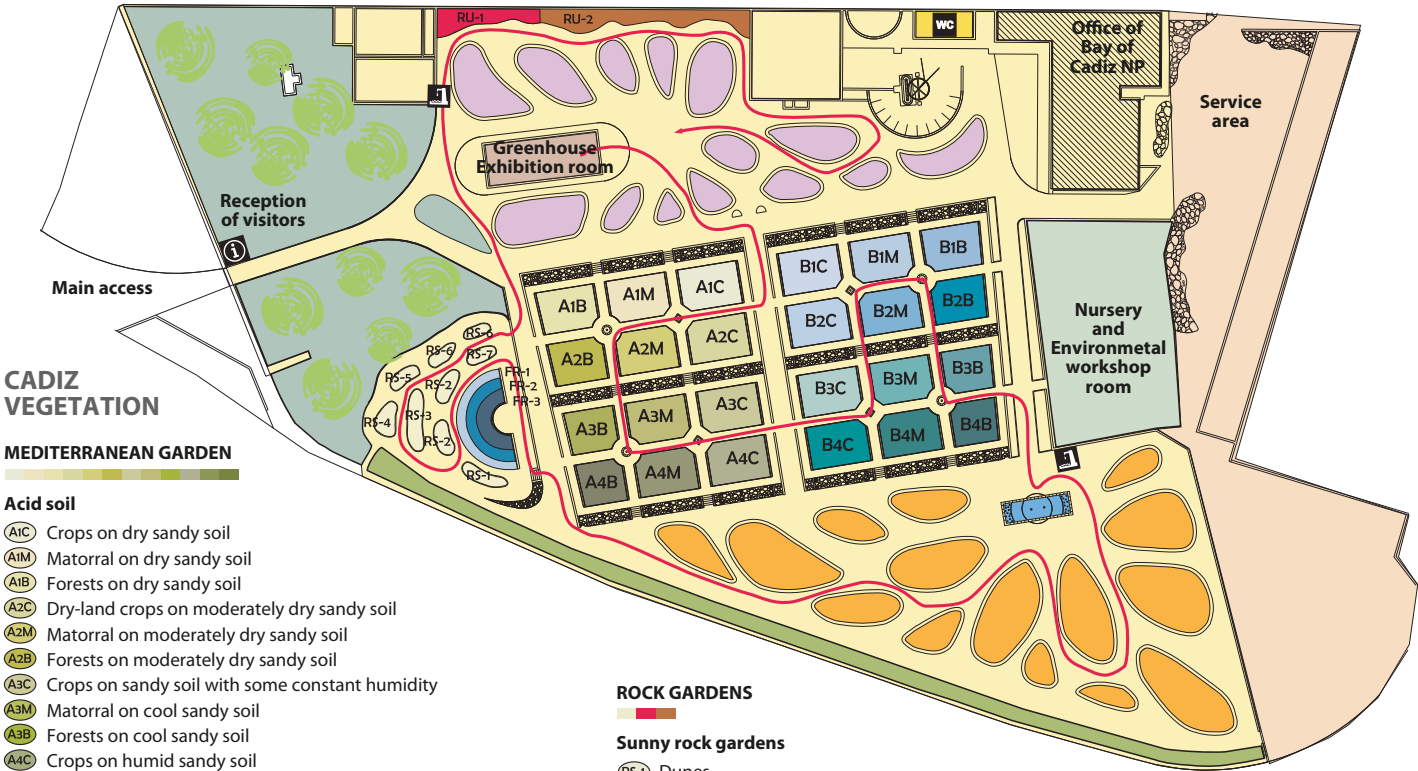 RU-1
RU-2
WC
Office of
Bay of
Cadiz NP
Service
area
Greenhouse
Exhibition room
Reception
of visitors
i
Main access
A1B
A1M
A1C
B1C
B1M
B1B
A2B
A2M
A2C
B2C
B2M
B2B
A3B
A3M
A3C
B3C
B3M
B3B
A4B
A4M
A4C
B4C
B4M
B4B
Nursery
and
Environmetal
workshop
room
RS-6
RS-6
RS-7
RS-5
RS-2
RS-3
RS-4
RS-2
RS-1
FR-1
FR-2
FR-3
CADIZ
VEGETATION
MEDITERRANEAN GARDEN
Acid soil
A1C Crops on dry sandy soil
A1M Matorral on dry sandy soil
A1B Forests on dry sandy soil
A2C Dry-land crops on moderately dry sandy soil
A2M Matorral on moderately dry sandy soil
A2B Forests on moderately dry sandy soil
A3C Crops on sandy soil with some constant humidity
A3M Matorral on cool sandy soil
A3B Forests on cool sandy soil
A4C Crops on humid sandy soil
ROCK GARDENS
Sunny rock gardens
RS-1 Dunes